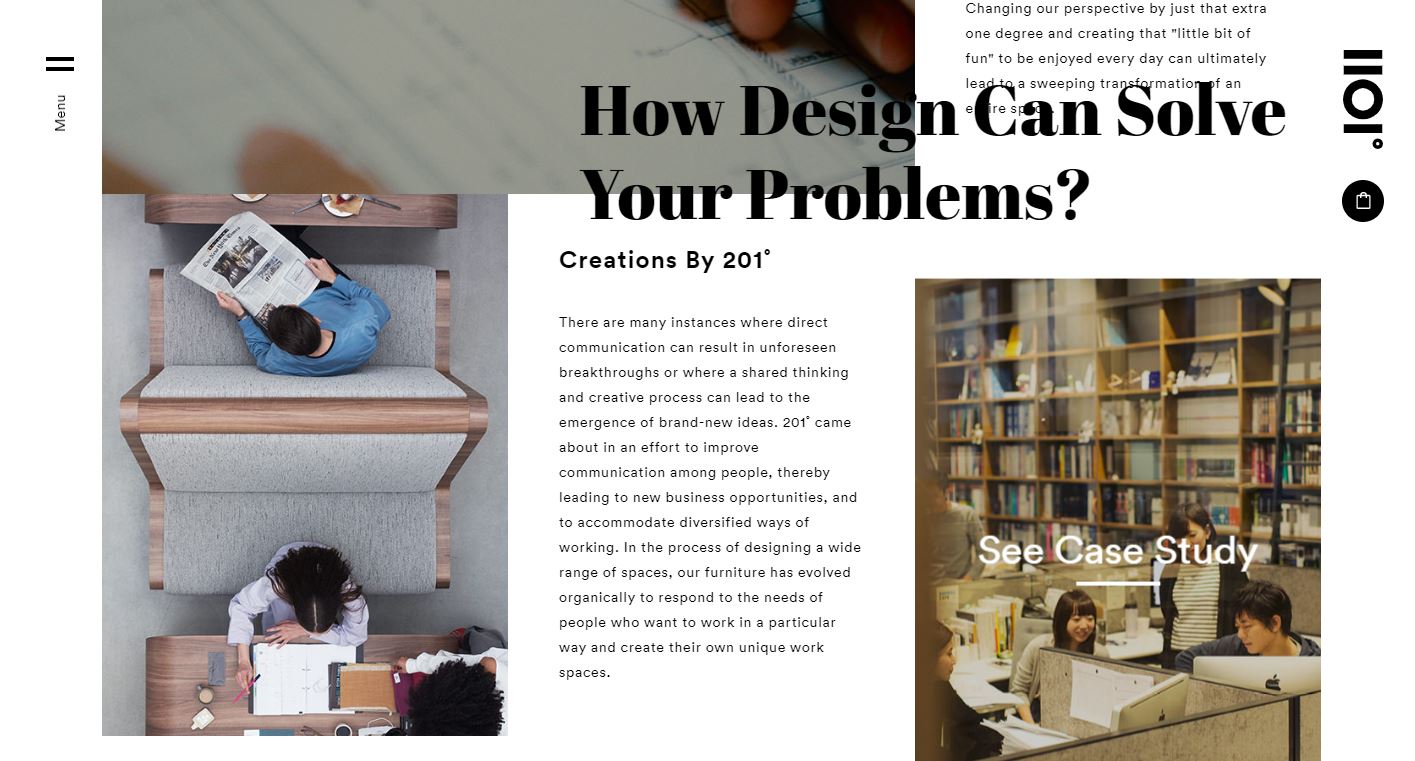 Menu
Changing our perspective by just that extra
one degree and creating that "little bit of
fun" to be enjoyed every day can ultimately
lead to a sweeping transformation of an
entire space.
How Design Can Solve
Your Problems?
Creations By 201°
There are many instances where direct
communication can result in unforeseen
breakthroughs or where a shared thinking
and creative process can lead to the
emergence of brand-new ideas. 201° came
about in an effort to improve
communication among people, thereby
leading to new business opportunities, and
to accommodate diversified ways of
working. In the process of designing a wide
range of spaces, our furniture has evolved
organically to respond to the needs of
people who want to work in a particular
way and create their own unique work
spaces.
See Case Study
The New York Times